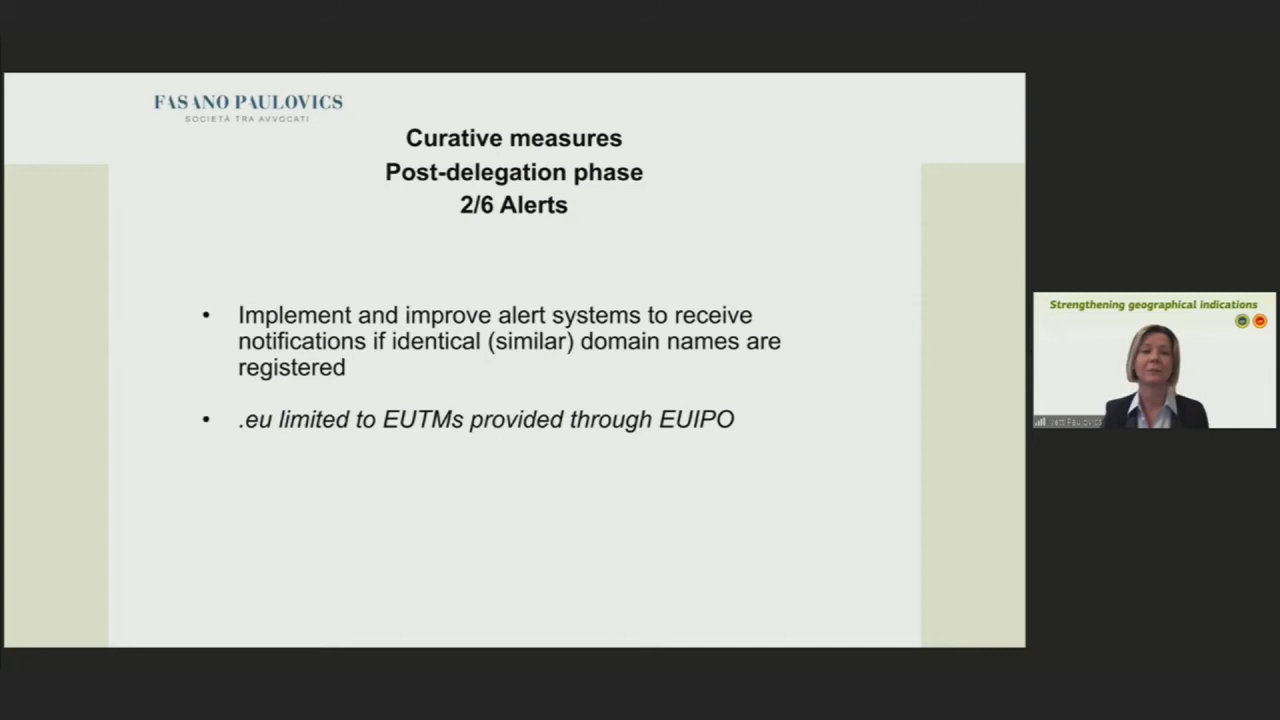 FASANO PAULOVICS
SOCIETÀ TRA AVVOCATI
Curative measures
Post-delegation phase
2/6 Alerts
• Implement and improve alert systems to receive
notifications if identical (similar) domain names are
registered
• .eu limited to EUTMs provided through EUIPO
Strengthening geographical indications
Paulovics